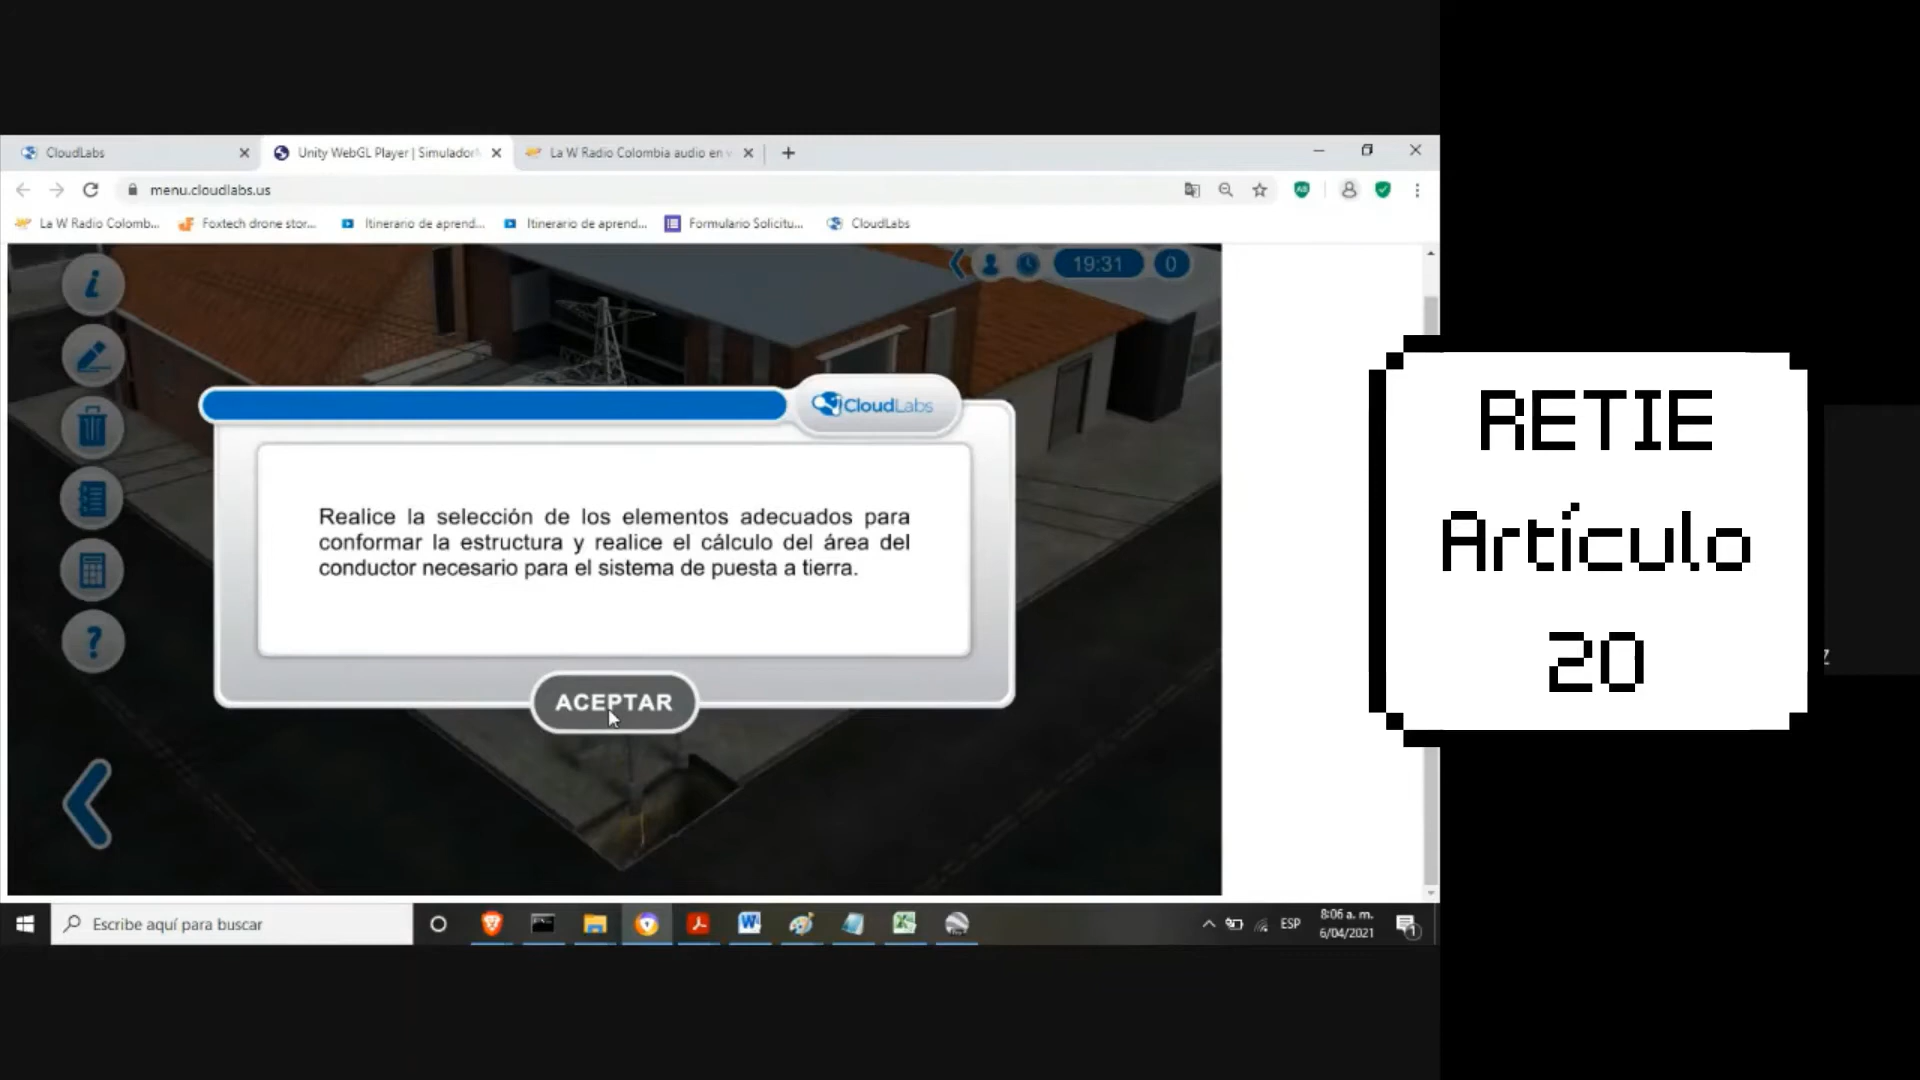 CloudLabs
Unity WebGL Player | Simulador
La W Radio Colombia audio en v
menu.cloudlabs.us
La W Radio Colomb...
Foxtech drone stor...
Itinerario de aprend...
Itinerario de aprend...
Formulario Solicitu...
CloudLabs
19:31
0
CloudLabs
Realice la selección de los elementos adecuados para
conformar la estructura y realice el cálculo del área del
conductor necesario para el sistema de puesta a tierra.
ACEPTAR
RETIE
Artículo
20
z
Escribe aquí para buscar
ESP
8:06 a. m.
6/04/2021
1